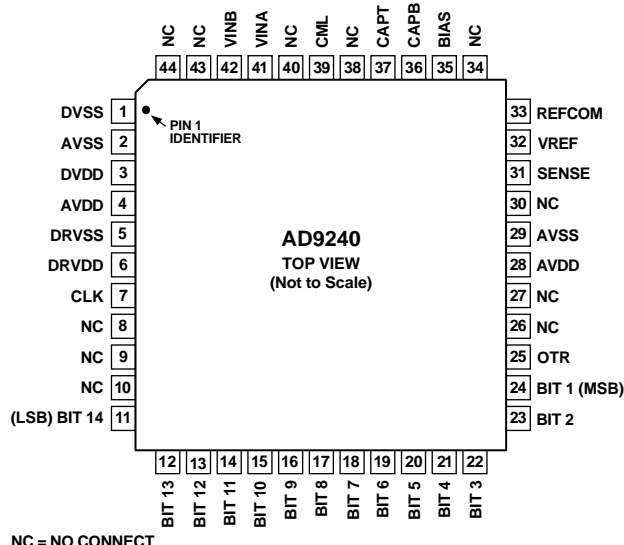 NC NC VINB VINA NC CML NC CAPT CAPB BIAS NC
44 43 42 41 40 39 38 37 36 35 34
DVSS 1
AVSS 2
DVDD 3
AVDD 4
DRVSS 5
DRVDD 6
CLK 7
NC 8
NC 9
NC 10
(LSB) BIT 14 11
PIN 1
IDENTIFIER
AD9240
TOP VIEW
(Not to Scale)
33 REFCOM
32 VREF
31 SENSE
30 NC
29 AVSS
28 AVDD
27 NC
26 NC
25 OTR
24 BIT 1 (MSB)
23 BIT 2
12 13 14 15 16 17 18 19 20 21 22
BIT 13 BIT 12 BIT 11 BIT 10 BIT 9 BIT 8 BIT 7 BIT 6 BIT 5 BIT 4 BIT 3
NC = NO CONNECT